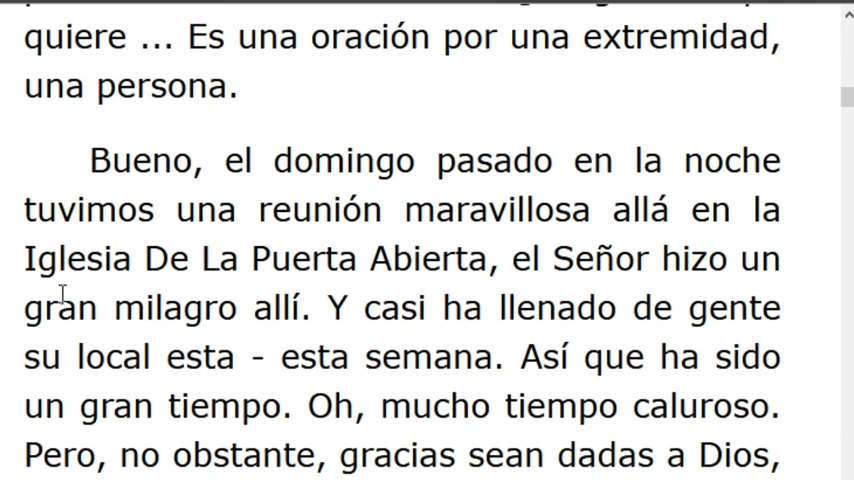 quiere ... Es una oración por una extremidad,
una persona.
Bueno, el domingo pasado en la noche
tuvimos una reunión maravillosa allá en la
Iglesia De La Puerta Abierta, el Señor hizo un
gran milagro allí. Y casi ha llenado de gente
su local esta - esta semana. Así que ha sido
un gran tiempo. Oh, mucho tiempo caluroso.
Pero, no obstante, gracias sean dadas a Dios,